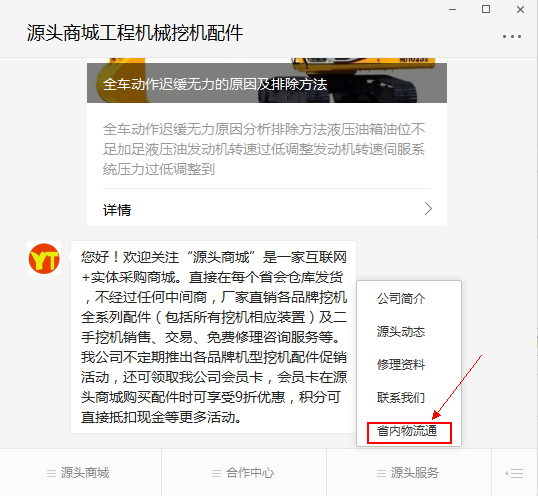 源头商城工程机械挖机配件
全车动作迟缓无力的原因及排除方法
全车动作迟缓无力原因分析排除方法液压油箱油位不
足加足液压油发动机转速过低调整发动机转速伺服系
统压力过低调整到
详情
YT
您好！欢迎关注“源头商城”是一家互联网
+实体采购商城。直接在每个省会仓库发货
，不经过任何中间商，厂家直销各品牌挖机
全系列配件（包括所有挖机相应装置）及二
手挖机销售、交易、免费修理咨询服务等。
我公司不定期推出各品牌机型挖机配件促销
活动，还可领取我公司会员卡，会员卡在源
头商城购买配件时可享受9折优惠，积分可
直接抵扣现金等更多活动。
公司简介
源头动态
修理资料
联系我们
省内物流通
源头商城
合作中心
源头服务